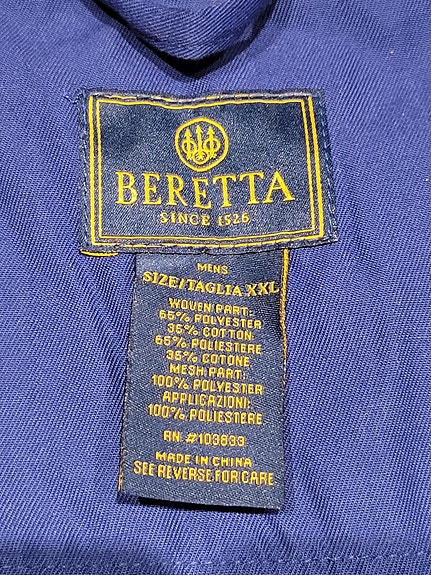 BERETTA
SINCE 1526
MENS
SIZE/TAGLIA XXL
WOVEN PART:
65% POLYESTER
35% COTTON
65% POLIESTERE
35% COTONE
MESH PART:
100% POLYESTER
APPLICAZIONI:
100% POLIESTERE
RN #103633
MADE IN CHINA
SEE REVERSE FOR CARE